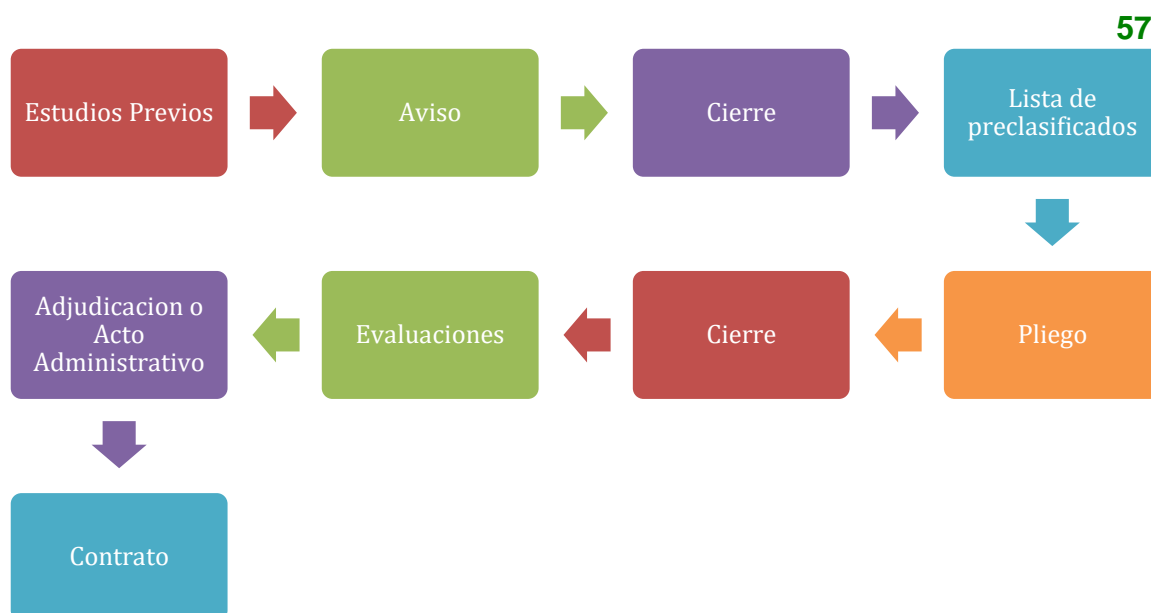 57
Estudios Previos
Aviso
Cierre
Lista de
preclasificados
Pliego
Cierre
Evaluaciones
Adjudicacion o
Acto
Administrativo
Contrato